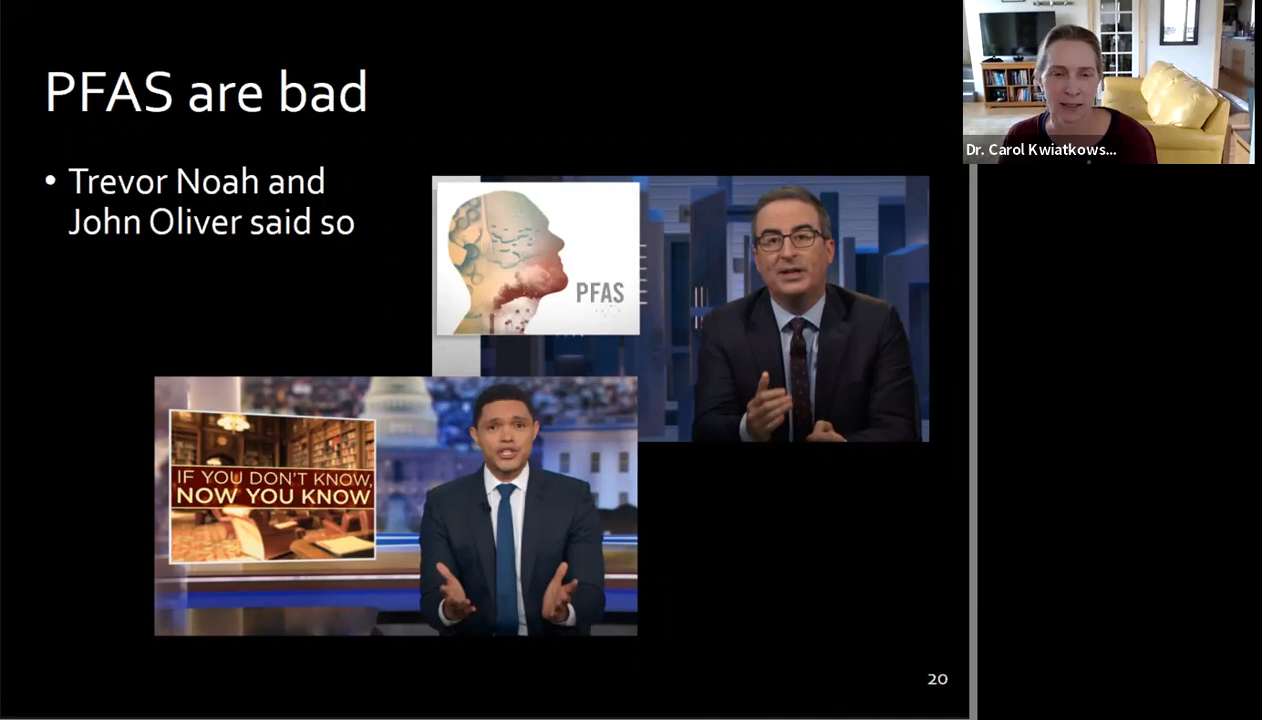 PFAS are bad
Dr. Carol Kwiatkows...
• Trevor Noah and
John Oliver said so
PFAS
IF YOU DON'T KNOW,
NOW YOU KNOW
20